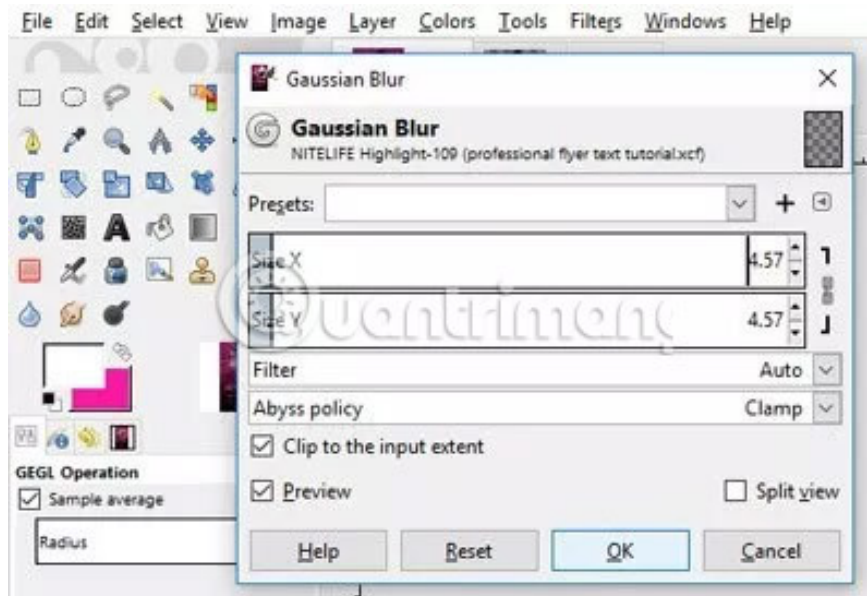 File Edit Select View Image Layer Colors Tools Filters Windows Help
Gaussian Blur
Gaussian Blur
NITELIFE Highlight-109 (professional flyer text tutorial.xcf)
Presets:
Size X 4.57
Size Y 4.57
uantrimang
Filter Auto
Abyss policy Clamp
Clip to the input extent
Preview Split view
GEGL Operation
Sample average
Radius
Help Reset OK Cancel